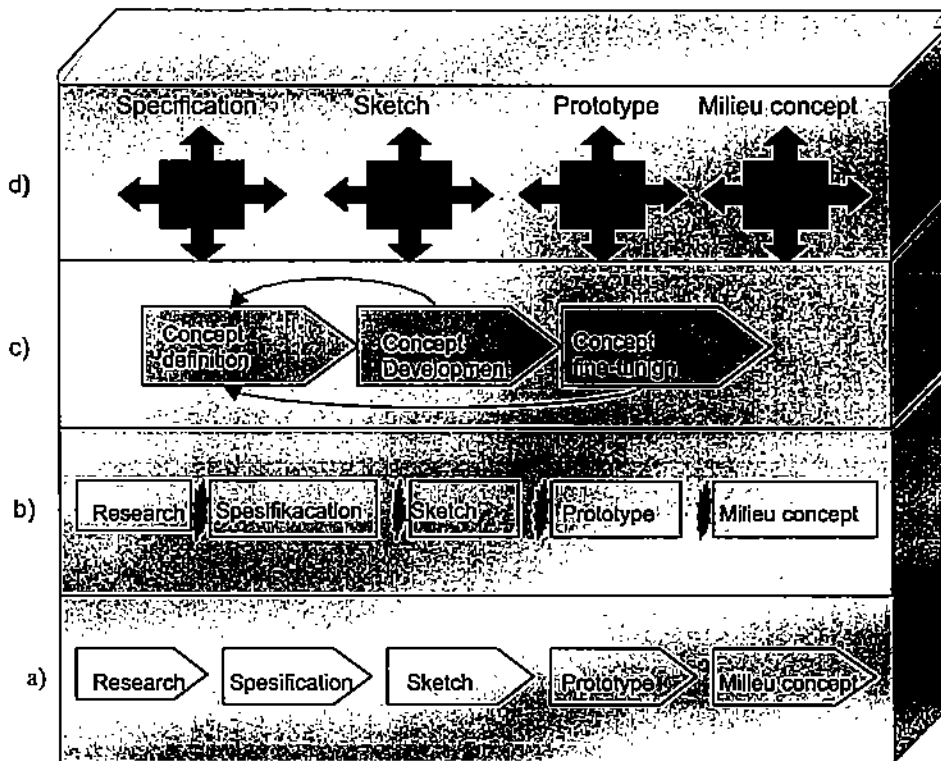 Specification Sketch Prototype Milieu concept
d)
c)
Concept definition
Concept Development
Concept fine-tunign
b)
Research Spesifikacation Sketch Prototype Milieu concept
a)
Research Spesification Sketch Prototype Milieu concept